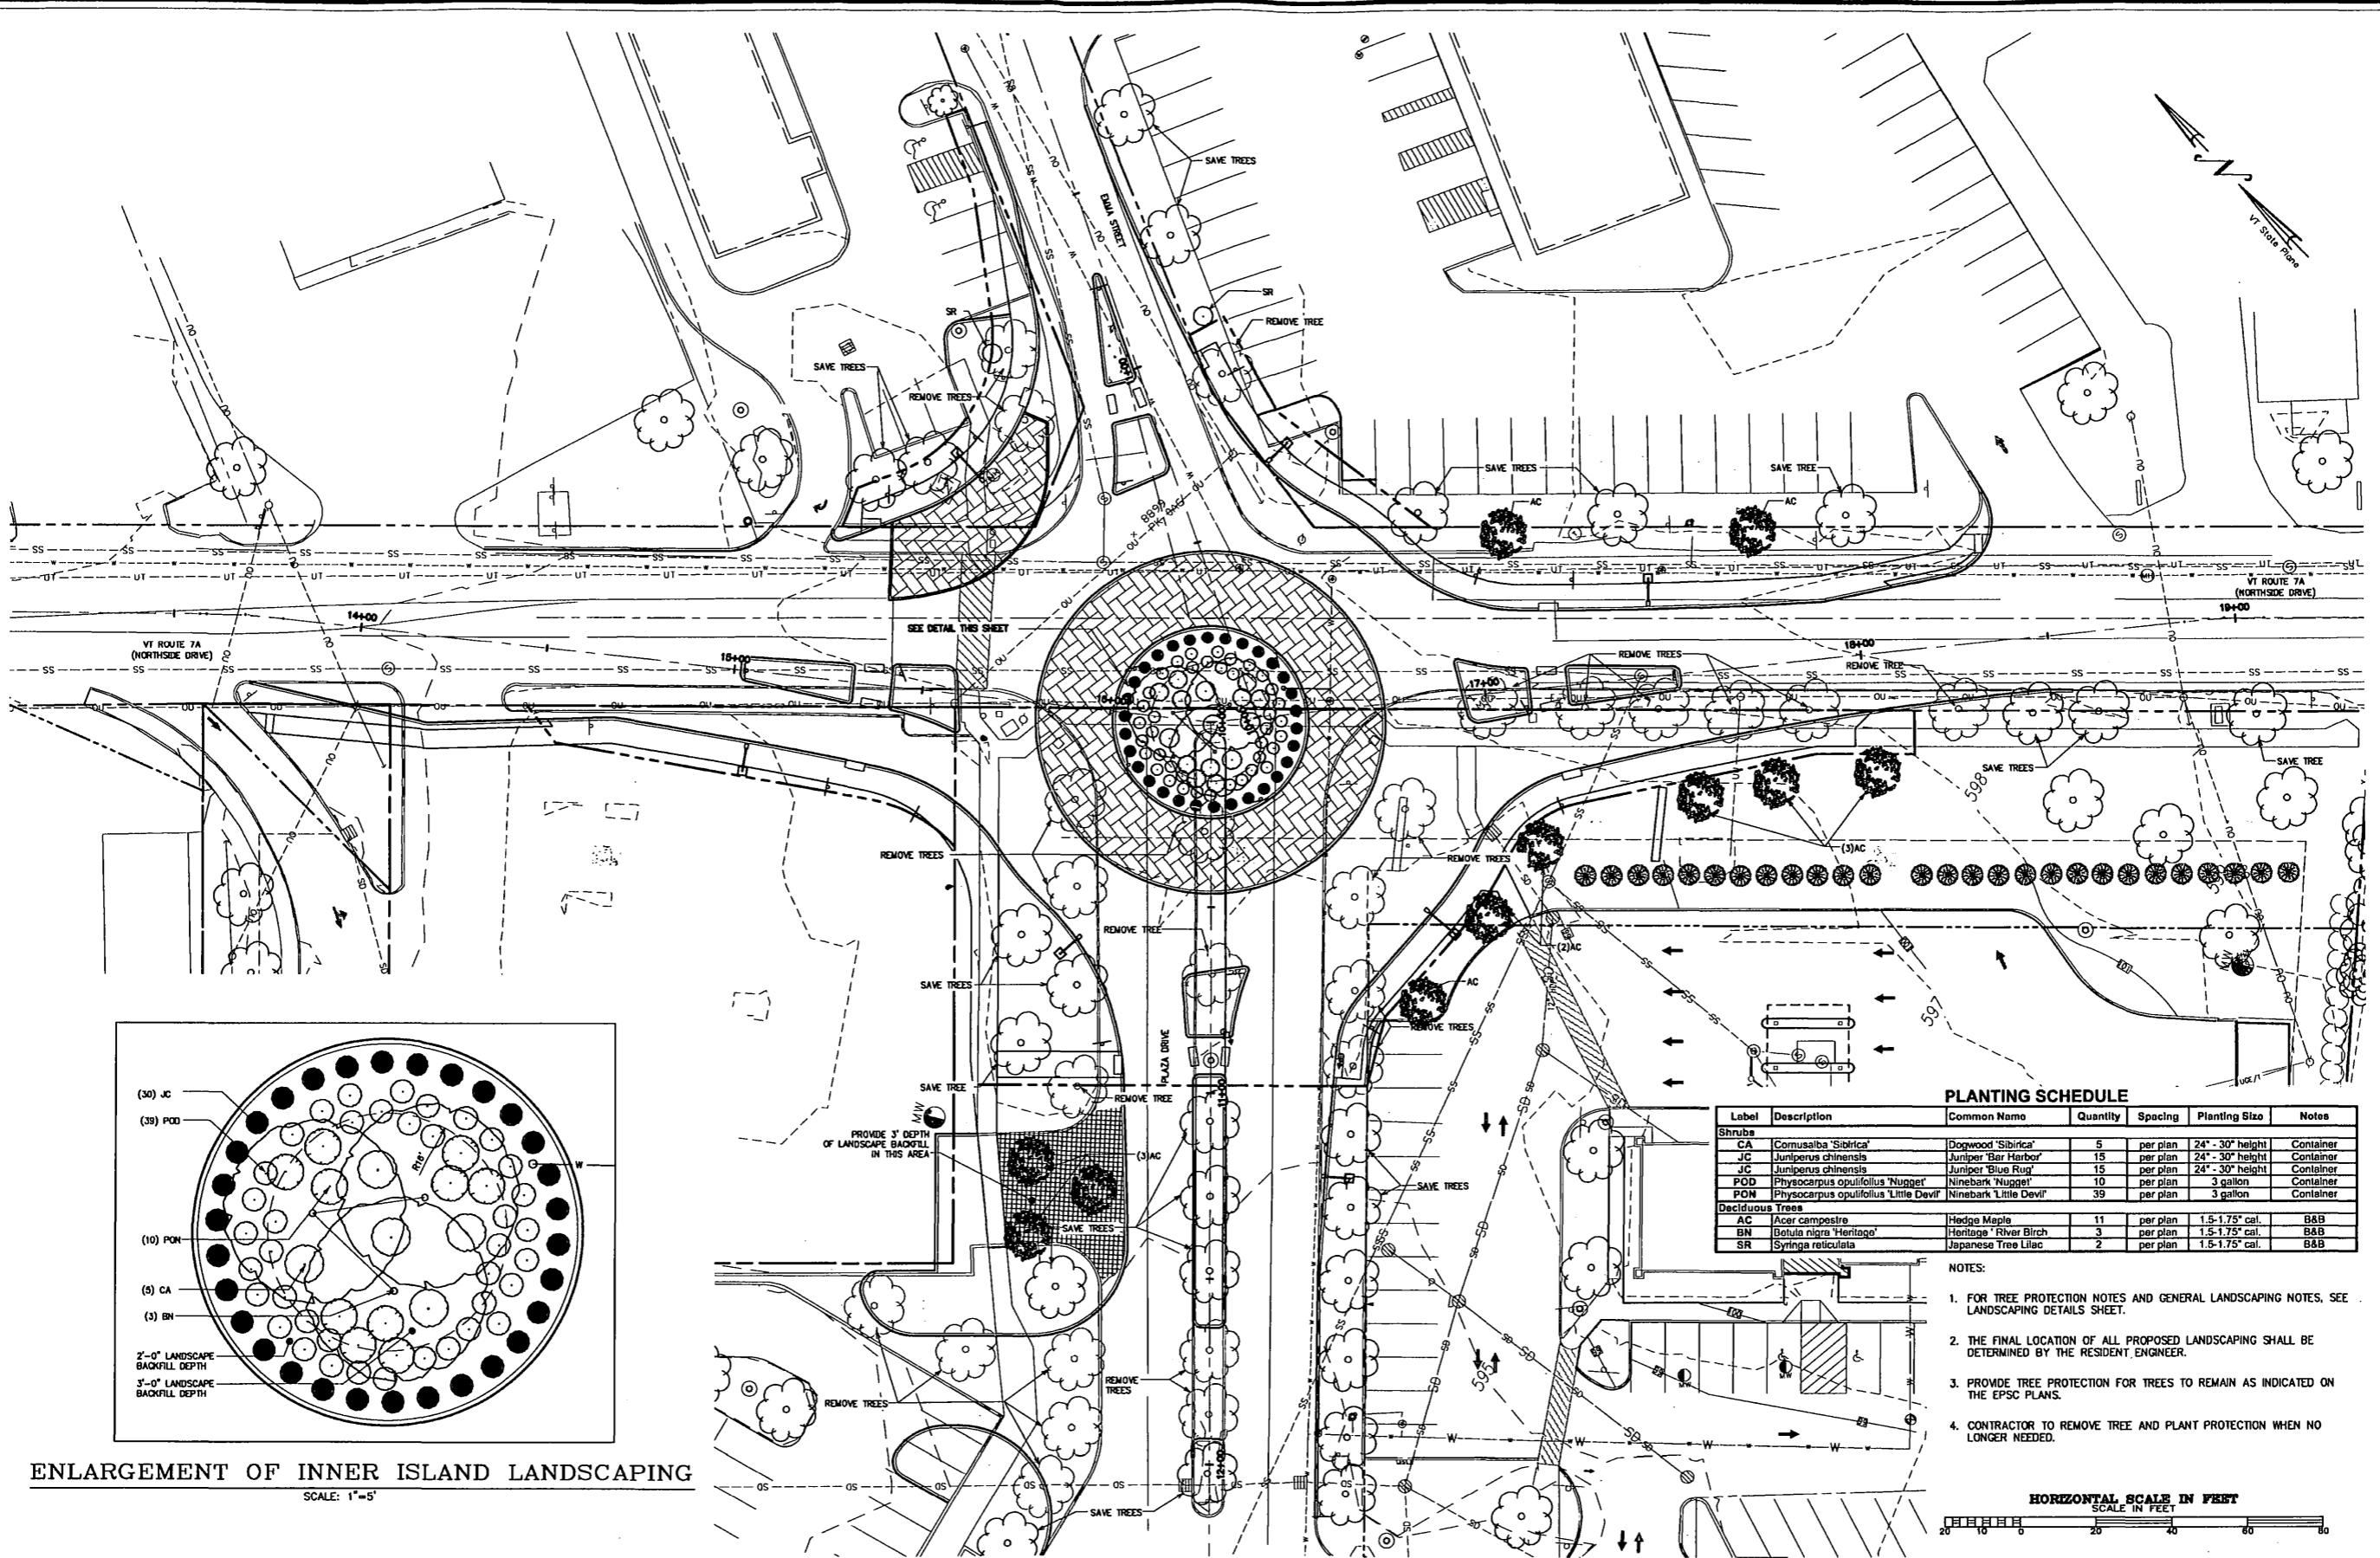 SAVE TREES
EMMA STREET
VT State Plane
SR
SR
REMOVE TREE
SAVE TREES
REMOVE TREES
SAVE TREES
SAVE TREE
AC
AC
VT ROUTE 7A
(NORTHSIDE DRIVE)
19+00
14+00
SEE DETAIL THIS SHEET
VT ROUTE 7A
(NORTHSIDE DRIVE)
15+00
REMOVE TREES
18+00
REMOVE TREE
17+00
SAVE TREES
SAVE TREE
598
REMOVE TREES
REMOVE TREES
(3)AC
REMOVE TREE
(2)AC
SAVE TREES
AC
597
REMOVE TREES
PLAZA DRIVE
SAVE TREE
REMOVE TREE
11+00
MW
PROVIDE 3' DEPTH
OF LANDSCAPE BACKFILL
IN THIS AREA
(3)AC
SAVE TREES
SAVE TREES
595
REMOVE TREES
REMOVE
TREES
12+00
SAVE TREES
(30) JC
(39) POD
R16'
W
(10) PON
(5) CA
(3) BN
2'-0" LANDSCAPE
BACKFILL DEPTH
3'-0" LANDSCAPE
BACKFILL DEPTH
ENLARGEMENT OF INNER ISLAND LANDSCAPING
SCALE: 1"=5'
PLANTING SCHEDULE
Label Description Common Name Quantity Spacing Planting Size Notes
Shrubs
CA Cornusalba 'Sibirica' Dogwood 'Sibirica' 5 per plan 24" - 30" height Container
JC Juniperus chinensis Juniper 'Bar Harbor' 15 per plan 24" - 30" height Container
JC Juniperus chinensis Juniper 'Blue Rug' 15 per plan 24" - 30" height Container
POD Physocarpus opulifolius 'Nugget' Ninebark 'Nugget' 10 per plan 3 gallon Container
PON Physocarpus opulifolius 'Little Devil' Ninebark 'Little Devil' 39 per plan 3 gallon Container
Deciduous Trees
AC Acer campestre Hedge Maple 11 per plan 1.5-1.75" cal. B&B
BN Betula nigra 'Heritage' Heritage ' River Birch 3 per plan 1.5-1.75" cal. B&B
SR Syringa reticulata Japanese Tree Lilac 2 per plan 1.5-1.75" cal. B&B
NOTES:
1. FOR TREE PROTECTION NOTES AND GENERAL LANDSCAPING NOTES, SEE
LANDSCAPING DETAILS SHEET.
2. THE FINAL LOCATION OF ALL PROPOSED LANDSCAPING SHALL BE
DETERMINED BY THE RESIDENT ENGINEER.
3. PROVIDE TREE PROTECTION FOR TREES TO REMAIN AS INDICATED ON
THE EPSC PLANS.
4. CONTRACTOR TO REMOVE TREE AND PLANT PROTECTION WHEN NO
LONGER NEEDED.
HORIZONTAL SCALE IN FEET
SCALE IN FEET
20 10 0 20 40 60 80